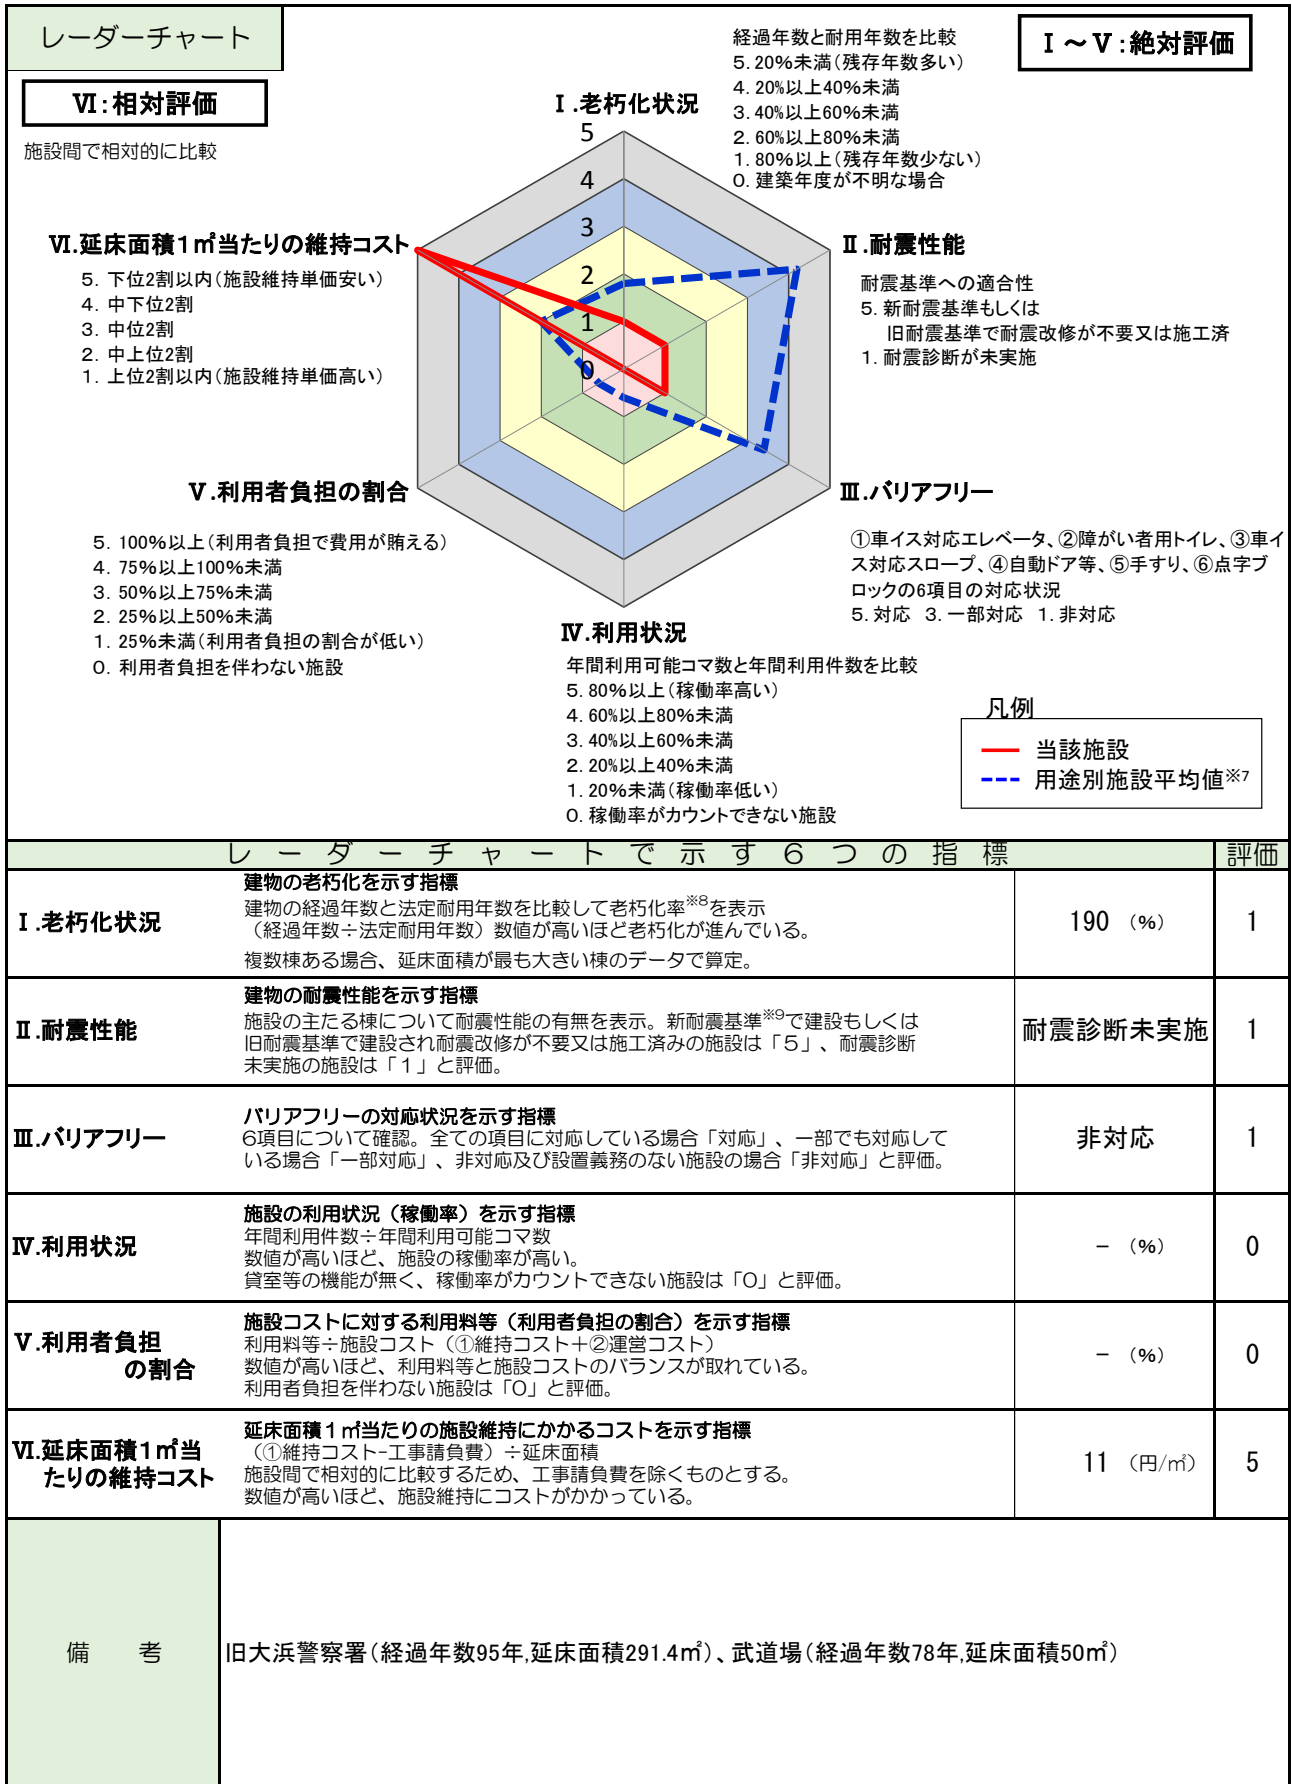 レーダーチャート
Ⅵ：相対評価
施設間で相対的に比較
Ⅰ～Ⅴ：絶対評価
Ⅰ.老朽化状況
経過年数と耐用年数を比較
5. 20%未満（残存年数多い）
4. 20%以上40%未満
3. 40%以上60%未満
2. 60%以上80%未満
1. 80%以上（残存年数少ない）
0. 建築年度が不明な場合
5
4
3
2
1
0
Ⅱ.耐震性能
耐震基準への適合性
5. 新耐震基準もしくは
旧耐震基準で耐震改修が不要又は施工済
1. 耐震診断が未実施
Ⅲ.バリアフリー
①車イス対応エレベータ、②障がい者用トイレ、③車イ
ス対応スロープ、④自動ドア等、⑤手すり、⑥点字ブ
ロックの6項目の対応状況
5. 対応 3. 一部対応 1. 非対応
Ⅳ.利用状況
年間利用可能コマ数と年間利用件数を比較
5. 80%以上（稼働率高い）
4. 60%以上80%未満
3. 40%以上60%未満
2. 20%以上40%未満
1. 20%未満（稼働率低い）
0. 稼働率がカウントできない施設
Ⅴ.利用者負担の割合
5. 100%以上（利用者負担で費用が賄える）
4. 75%以上100%未満
3. 50%以上75%未満
2. 25%以上50%未満
1. 25%未満（利用者負担の割合が低い）
0. 利用者負担を伴わない施設
Ⅵ.延床面積1㎡当たりの維持コスト
5. 下位2割以内（施設維持単価安い）
4. 中下位2割
3. 中位2割
2. 中上位2割
1. 上位2割以内（施設維持単価高い）
凡例
当該施設
用途別施設平均値※7
レーダーチャートで示す６つの指標 評価
Ⅰ.老朽化状況
建物の老朽化を示す指標
建物の経過年数と法定耐用年数を比較して老朽化率※8を表示
（経過年数÷法定耐用年数）数値が高いほど老朽化が進んでいる。
複数棟ある場合、延床面積が最も大きい棟のデータで算定。
190 （%） 1
Ⅱ.耐震性能
建物の耐震性能を示す指標
施設の主たる棟について耐震性能の有無を表示。新耐震基準※9で建設もしくは
旧耐震基準で建設され耐震改修が不要又は施工済みの施設は「５」、耐震診断
未実施の施設は「１」と評価。
耐震診断未実施 1
Ⅲ.バリアフリー
バリアフリーの対応状況を示す指標
6項目について確認。全ての項目に対応している場合「対応」、一部でも対応して
いる場合「一部対応」、非対応及び設置義務のない施設の場合「非対応」と評価。
非対応 1
Ⅳ.利用状況
施設の利用状況（稼働率）を示す指標
年間利用件数÷年間利用可能コマ数
数値が高いほど、施設の稼働率が高い。
貸室等の機能が無く、稼働率がカウントできない施設は「０」と評価。
－ （%） 0
Ⅴ.利用者負担
の割合
施設コストに対する利用料等（利用者負担の割合）を示す指標
利用料等÷施設コスト（①維持コスト＋②運営コスト）
数値が高いほど、利用料等と施設コストのバランスが取れている。
利用者負担を伴わない施設は「０」と評価。
－ （%） 0
Ⅵ.延床面積1㎡当
たりの維持コスト
延床面積１㎡当たりの施設維持にかかるコストを示す指標
（①維持コスト−工事請負費）÷延床面積
施設間で相対的に比較するため、工事請負費を除くものとする。
数値が高いほど、施設維持にコストがかかっている。
11 （円/㎡） 5
備 考
旧大浜警察署（経過年数95年,延床面積291.4㎡）、武道場（経過年数78年,延床面積50㎡）